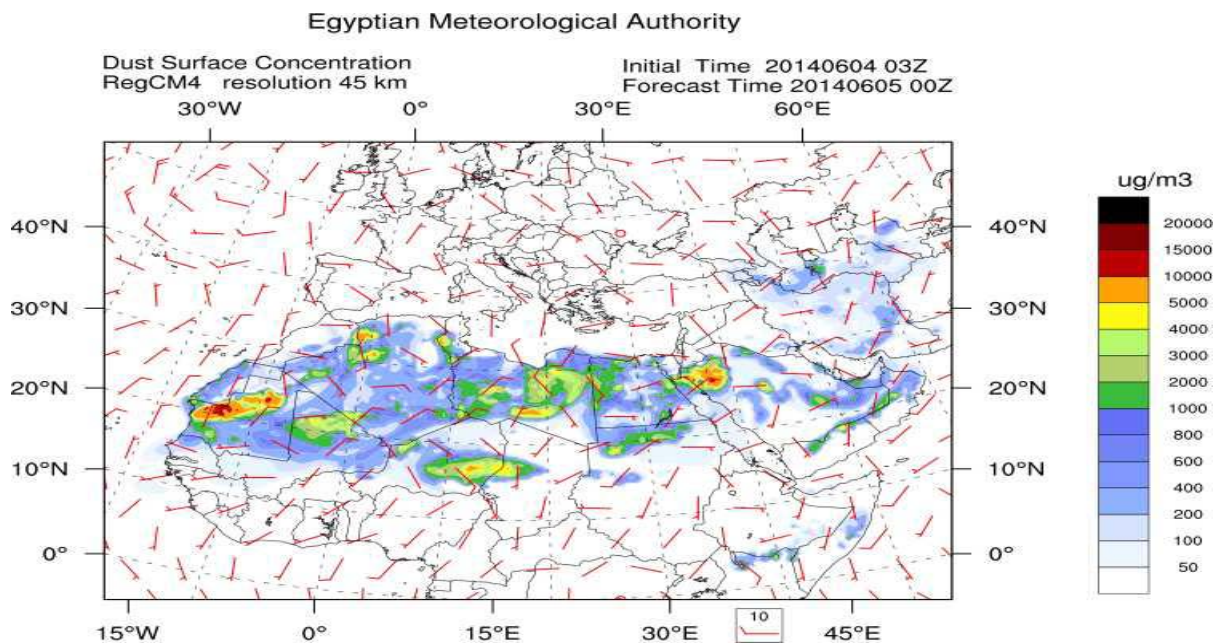 Egyptian Meteorological Authority
Dust Surface Concentration
RegCM4 resolution 45 km
Initial Time 20140604 03Z
Forecast Time 20140605 00Z
30°W 0° 30°E 60°E
ug/m3
20000
15000
10000
5000
4000
3000
2000
1000
800
600
400
200
100
50
40°N 40°N
30°N 30°N
20°N 20°N
10°N 10°N
0° 0°
15°W 0° 15°E 30°E 45°E
10